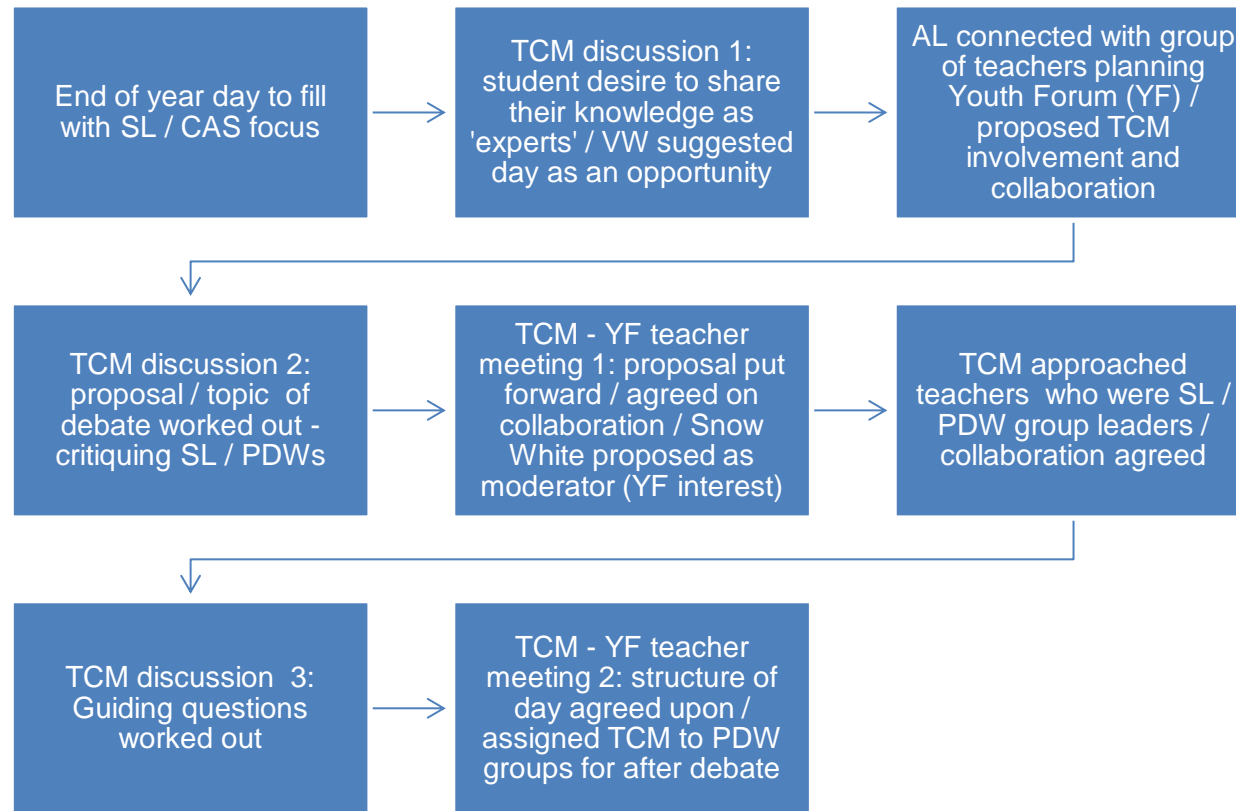 End of year day to fill
with SL / CAS focus
TCM discussion 1:
student desire to share
their knowledge as
'experts' / VW suggested
day as an opportunity
AL connected with group
of teachers planning
Youth Forum (YF) /
proposed TCM
involvement and
collaboration
TCM discussion 2:
proposal / topic  of
debate worked out -
critiquing SL / PDWs
TCM - YF teacher
meeting 1: proposal put
forward / agreed on
collaboration / Snow
White proposed as
moderator (YF interest)
TCM approached
teachers  who were SL /
PDW group leaders /
collaboration agreed
TCM discussion  3:
Guiding questions
worked out
TCM - YF teacher
meeting 2: structure of
day agreed upon /
assigned TCM to PDW
groups for after debate